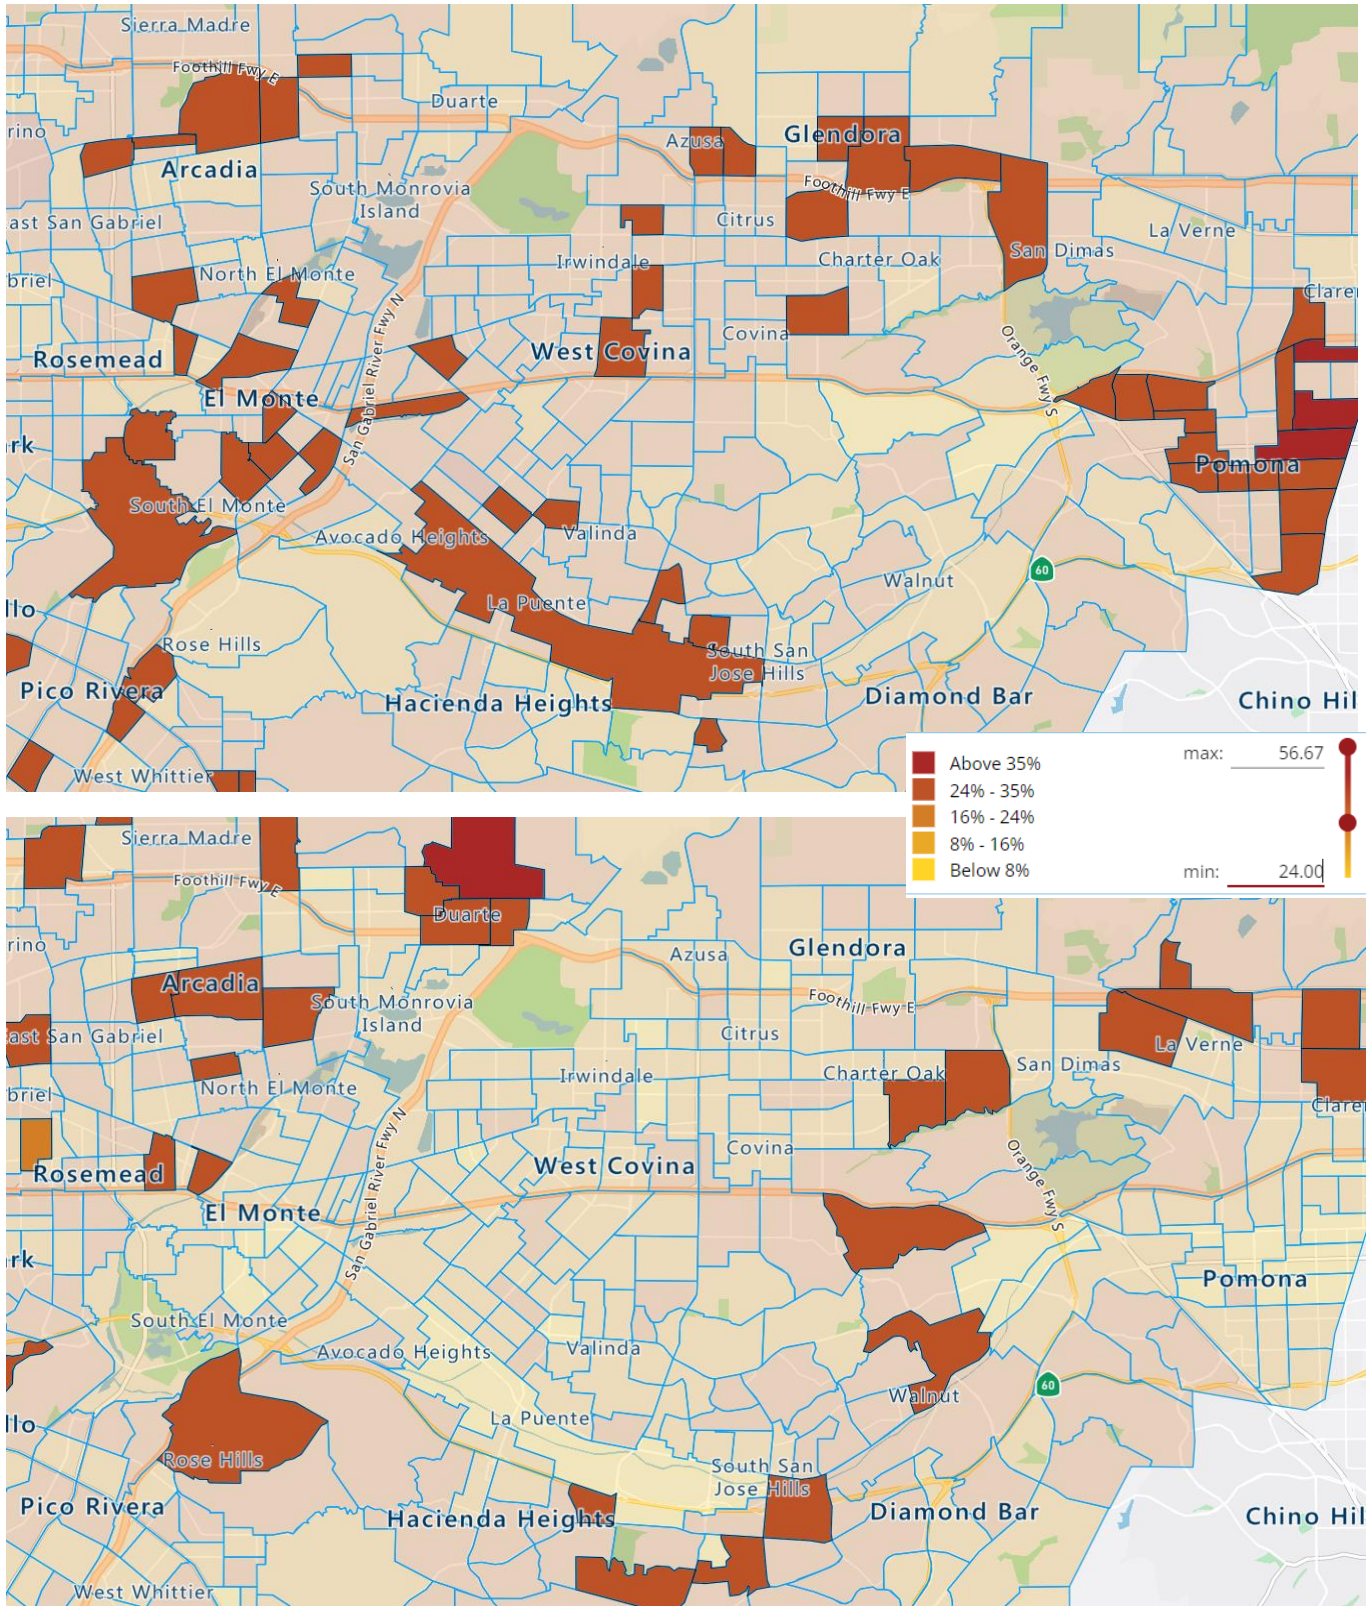 Sierra Madre
Foothill Fwy E
Duarte
rino
Azusa
Glendora
Arcadia
South Monrovia
Island
Foothill Fwy E
ast San Gabriel
Citrus
La Verne
San Dimas
North El Monte
Irwindale
Charter Oak
briel
Clare
San Gabriel River Fwy N
Covina
Orange Fwy S
Rosemead
West Covina
El Monte
rk
Pomona
South El Monte
Avocado Heights
Valinda
60
Walnut
llo
La Puente
Rose Hills
South San
Jose Hills
Pico Rivera
Hacienda Heights
Diamond Bar
Chino Hil
West Whittier
Above 35%
24% - 35%
16% - 24%
8% - 16%
Below 8%
max: 56.67
min: 24.00
Sierra Madre
Foothill Fwy E
Duarte
rino
Azusa
Glendora
Arcadia
South Monrovia
Island
Foothill Fwy E
ast San Gabriel
Citrus
La Verne
San Dimas
North El Monte
Irwindale
Charter Oak
briel
Clare
San Gabriel River Fwy N
Covina
Orange Fwy S
Rosemead
West Covina
El Monte
rk
Pomona
South El Monte
Avocado Heights
Valinda
60
Walnut
llo
La Puente
Rose Hills
South San
Jose Hills
Pico Rivera
Hacienda Heights
Diamond Bar
Chino Hil
West Whittier